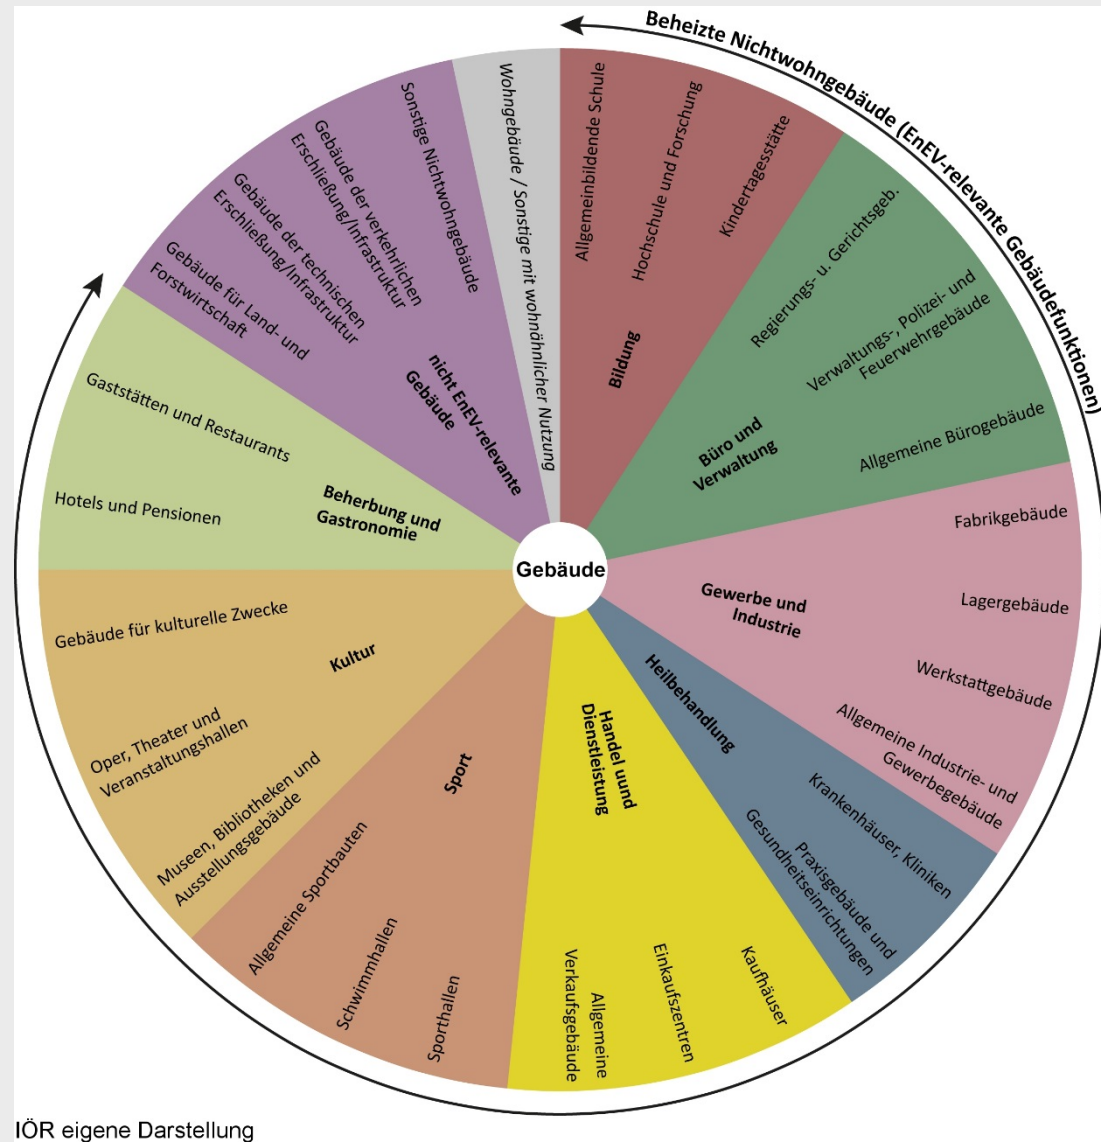 Beheizte Nichtwohngebäude (EnEV-relevante Gebäudefunktionen)
Gebäude
Bildung
Allgemeinbildende Schule
Hochschule und Forschung
Kindertagesstätte
Büro und
Verwaltung
Regierungs- u. Gerichtsgeb.
Verwaltungs-, Polizei- und
Feuerwehrgebäude
Allgemeine Bürogebäude
Gewerbe und
Industrie
Fabrikgebäude
Lagergebäude
Werkstattgebäude
Allgemeine Industrie- und
Gewerbegebäude
Heilbehandlung
Krankenhäuser, Kliniken
Praxisgebäude und
Gesundheitseinrichtungen
Handel uund
Dienstleistung
Kaufhäuser
Einkaufszentren
Allgemeine
Verkaufsgebäude
Sport
Sporthallen
Schwimmhallen
Allgemeine Sportbauten
Kultur
Museen, Bibliotheken und
Ausstellungsgebäude
Oper, Theater und
Veranstaltungshallen
Gebäude für kulturelle Zwecke
Beherbung und
Gastronomie
Hotels und Pensionen
Gaststätten und Restaurants
nicht EnEV-relevante
Gebäude
Gebäude für Land- und
Forstwirtschaft
Gebäude der technischen
Erschließung/Infrastruktur
Gebäude der verkehrlichen
Erschließung/Infrastruktur
Sonstige Nichtwohngebäude
Wohngebäude / Sonstige mit wohnähnlicher Nutzung
IÖR eigene Darstellung